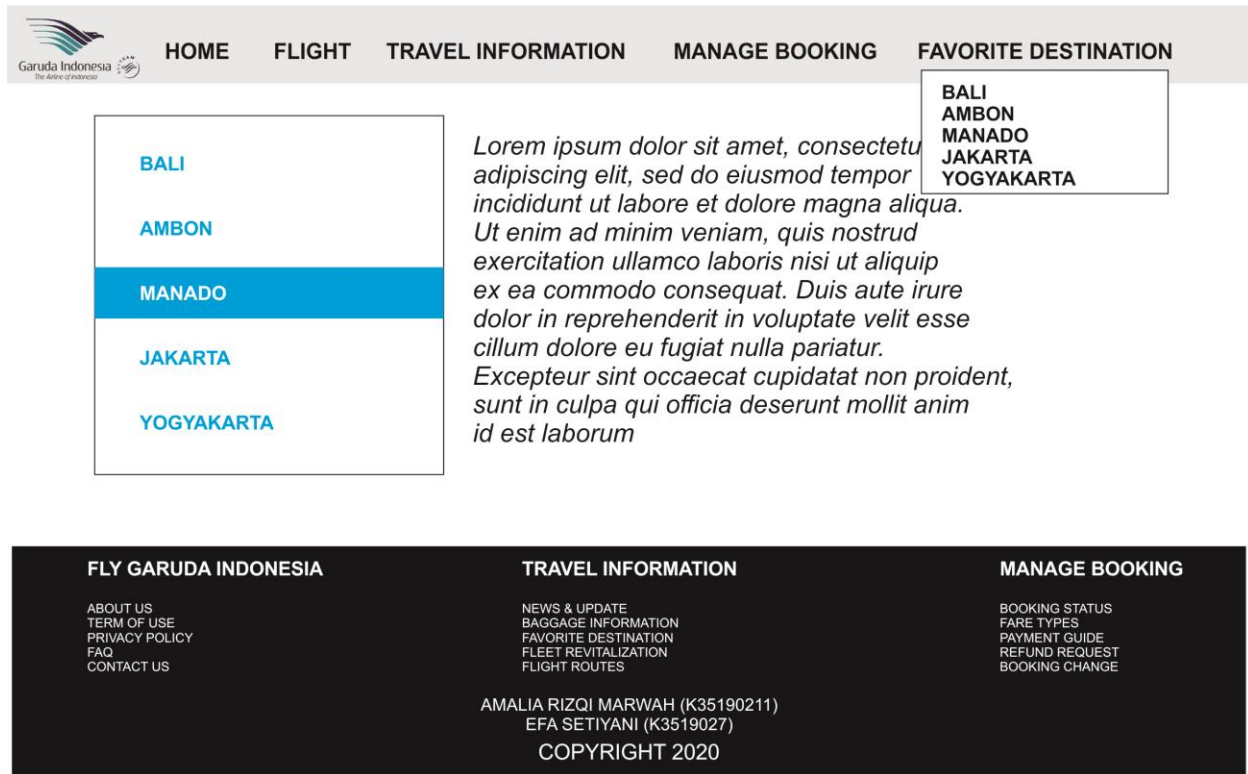 Garuda Indonesia
The Airline of Indonesia
HOME FLIGHT TRAVEL INFORMATION MANAGE BOOKING FAVORITE DESTINATION
BALI
AMBON
MANADO
JAKARTA
YOGYAKARTA
BALI
AMBON
MANADO
JAKARTA
YOGYAKARTA
Lorem ipsum dolor sit amet, consectetu
adipiscing elit, sed do eiusmod tempor
incididunt ut labore et dolore magna aliqua.
Ut enim ad minim veniam, quis nostrud
exercitation ullamco laboris nisi ut aliquip
ex ea commodo consequat. Duis aute irure
dolor in reprehenderit in voluptate velit esse
cillum dolore eu fugiat nulla pariatur.
Excepteur sint occaecat cupidatat non proident,
sunt in culpa qui officia deserunt mollit anim
id est laborum
FLY GARUDA INDONESIA
ABOUT US
TERM OF USE
PRIVACY POLICY
FAQ
CONTACT US
TRAVEL INFORMATION
NEWS & UPDATE
BAGGAGE INFORMATION
FAVORITE DESTINATION
FLEET REVITALIZATION
FLIGHT ROUTES
MANAGE BOOKING
BOOKING STATUS
FARE TYPES
PAYMENT GUIDE
REFUND REQUEST
BOOKING CHANGE
AMALIA RIZQI MARWAH (K35190211)
EFA SETIYANI (K3519027)
COPYRIGHT 2020